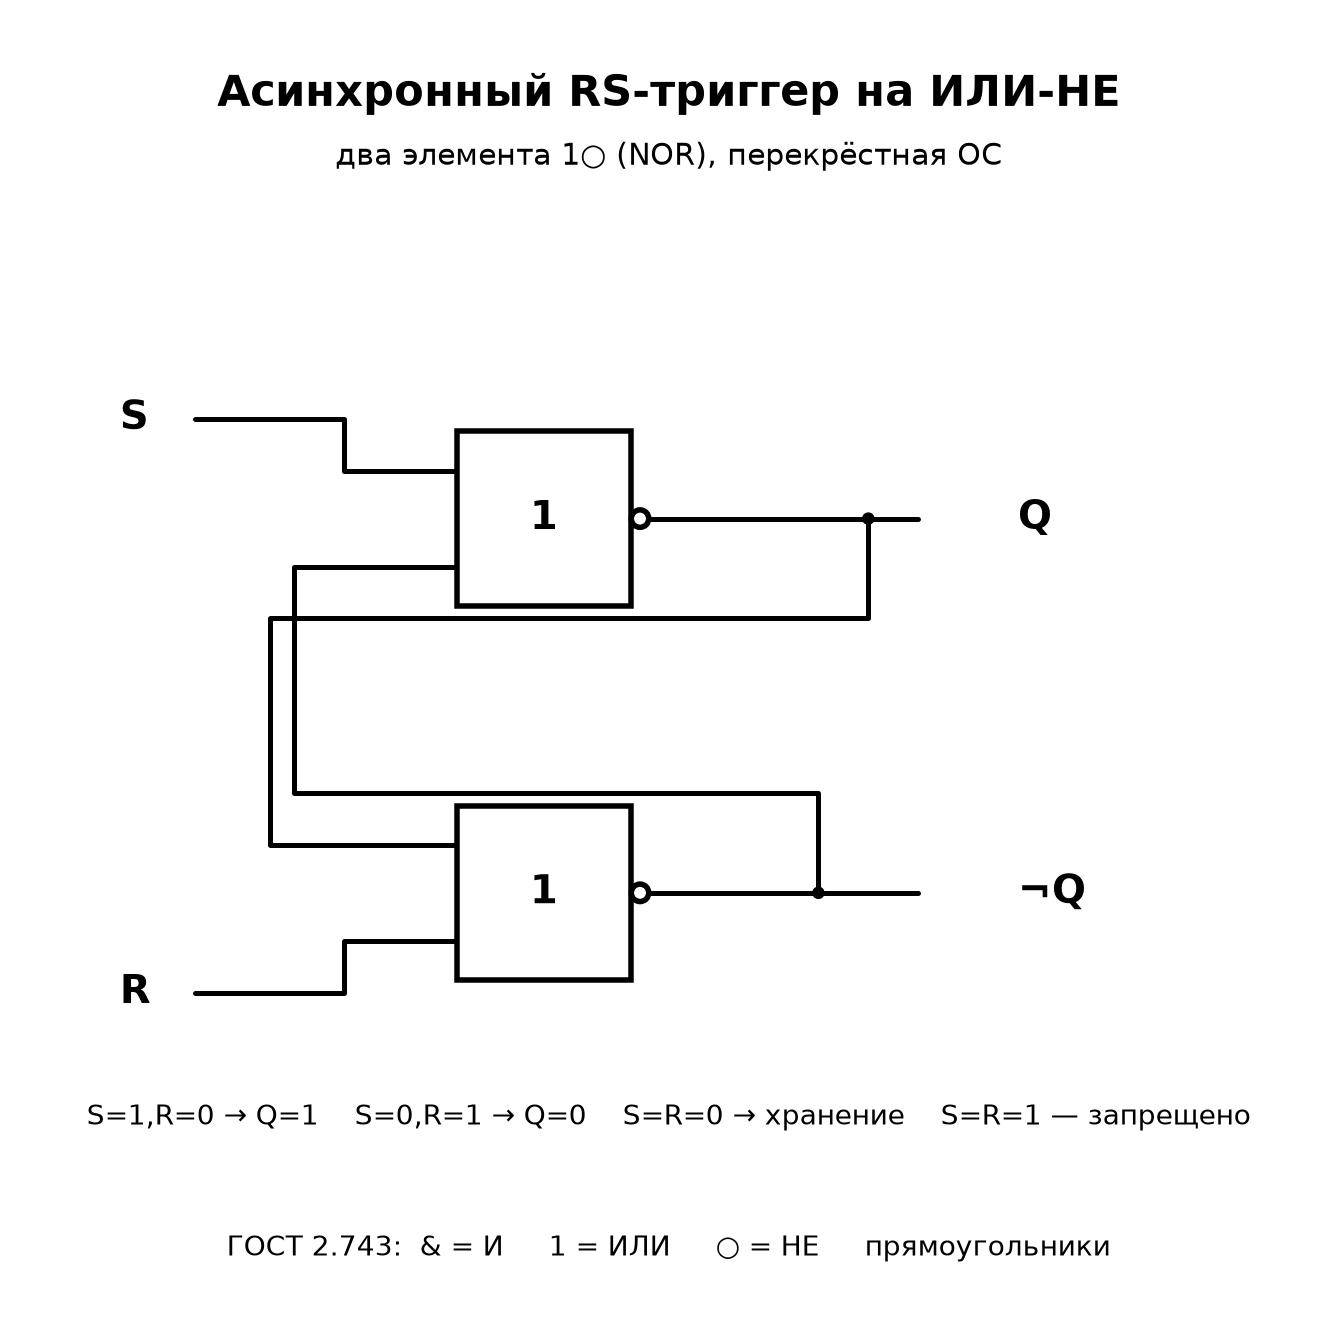 Асинхронный RS-триггер на ИЛИ-НЕ
два элемента 1○ (NOR), перекрёстная ОС
S
1
Q
1
¬Q
R
S=1,R=0 → Q=1    S=0,R=1 → Q=0    S=R=0 → хранение    S=R=1 — запрещено
ГОСТ 2.743:  & = И     1 = ИЛИ     ○ = НЕ     прямоугольники